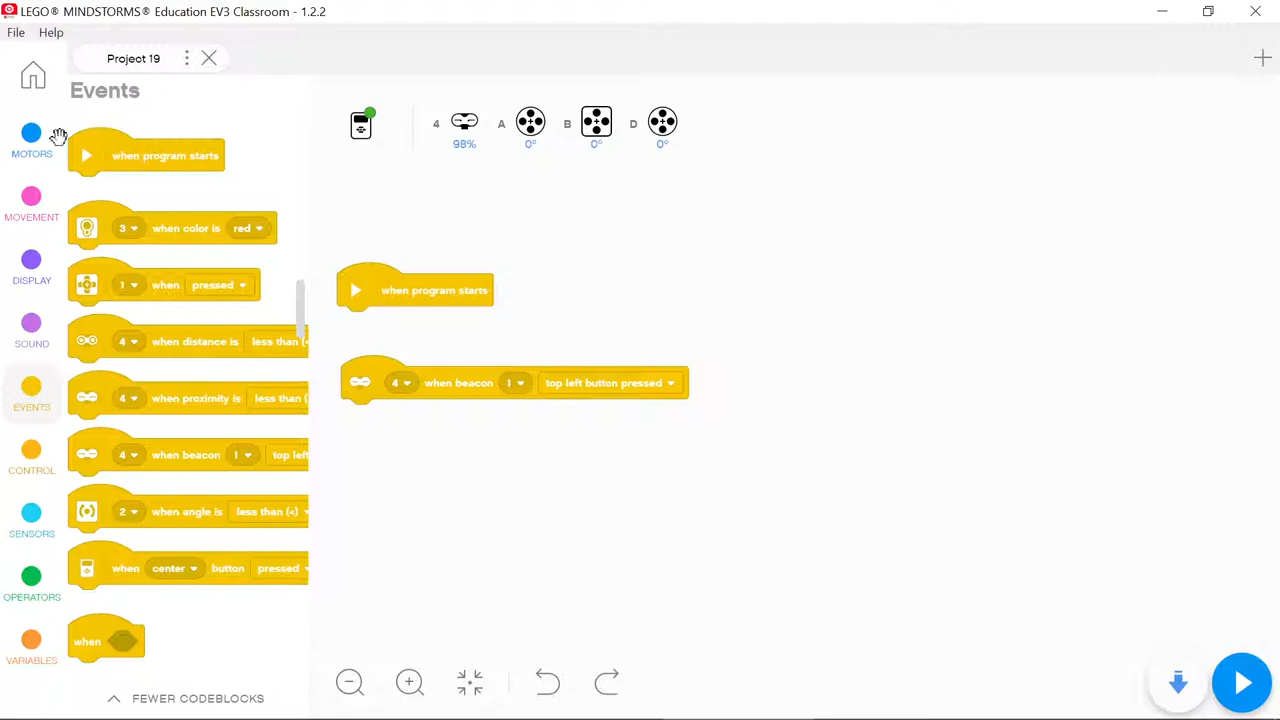 LEGO® MINDSTORMS® Education EV3 Classroom - 1.2.2
File Help
Project 19
Events
MOTORS
MOVEMENT
DISPLAY
SOUND
EVENTS
CONTROL
SENSORS
OPERATORS
VARIABLES
when program starts
3 when color is red
1 when pressed
4 when distance is less than (
4 when proximity is less than (
4 when beacon 1 top left
2 when angle is less than (<)
when center button pressed
when
FEWER CODEBLOCKS
4 98% A 0° B 0° D 0°
when program starts
4 when beacon 1 top left button pressed